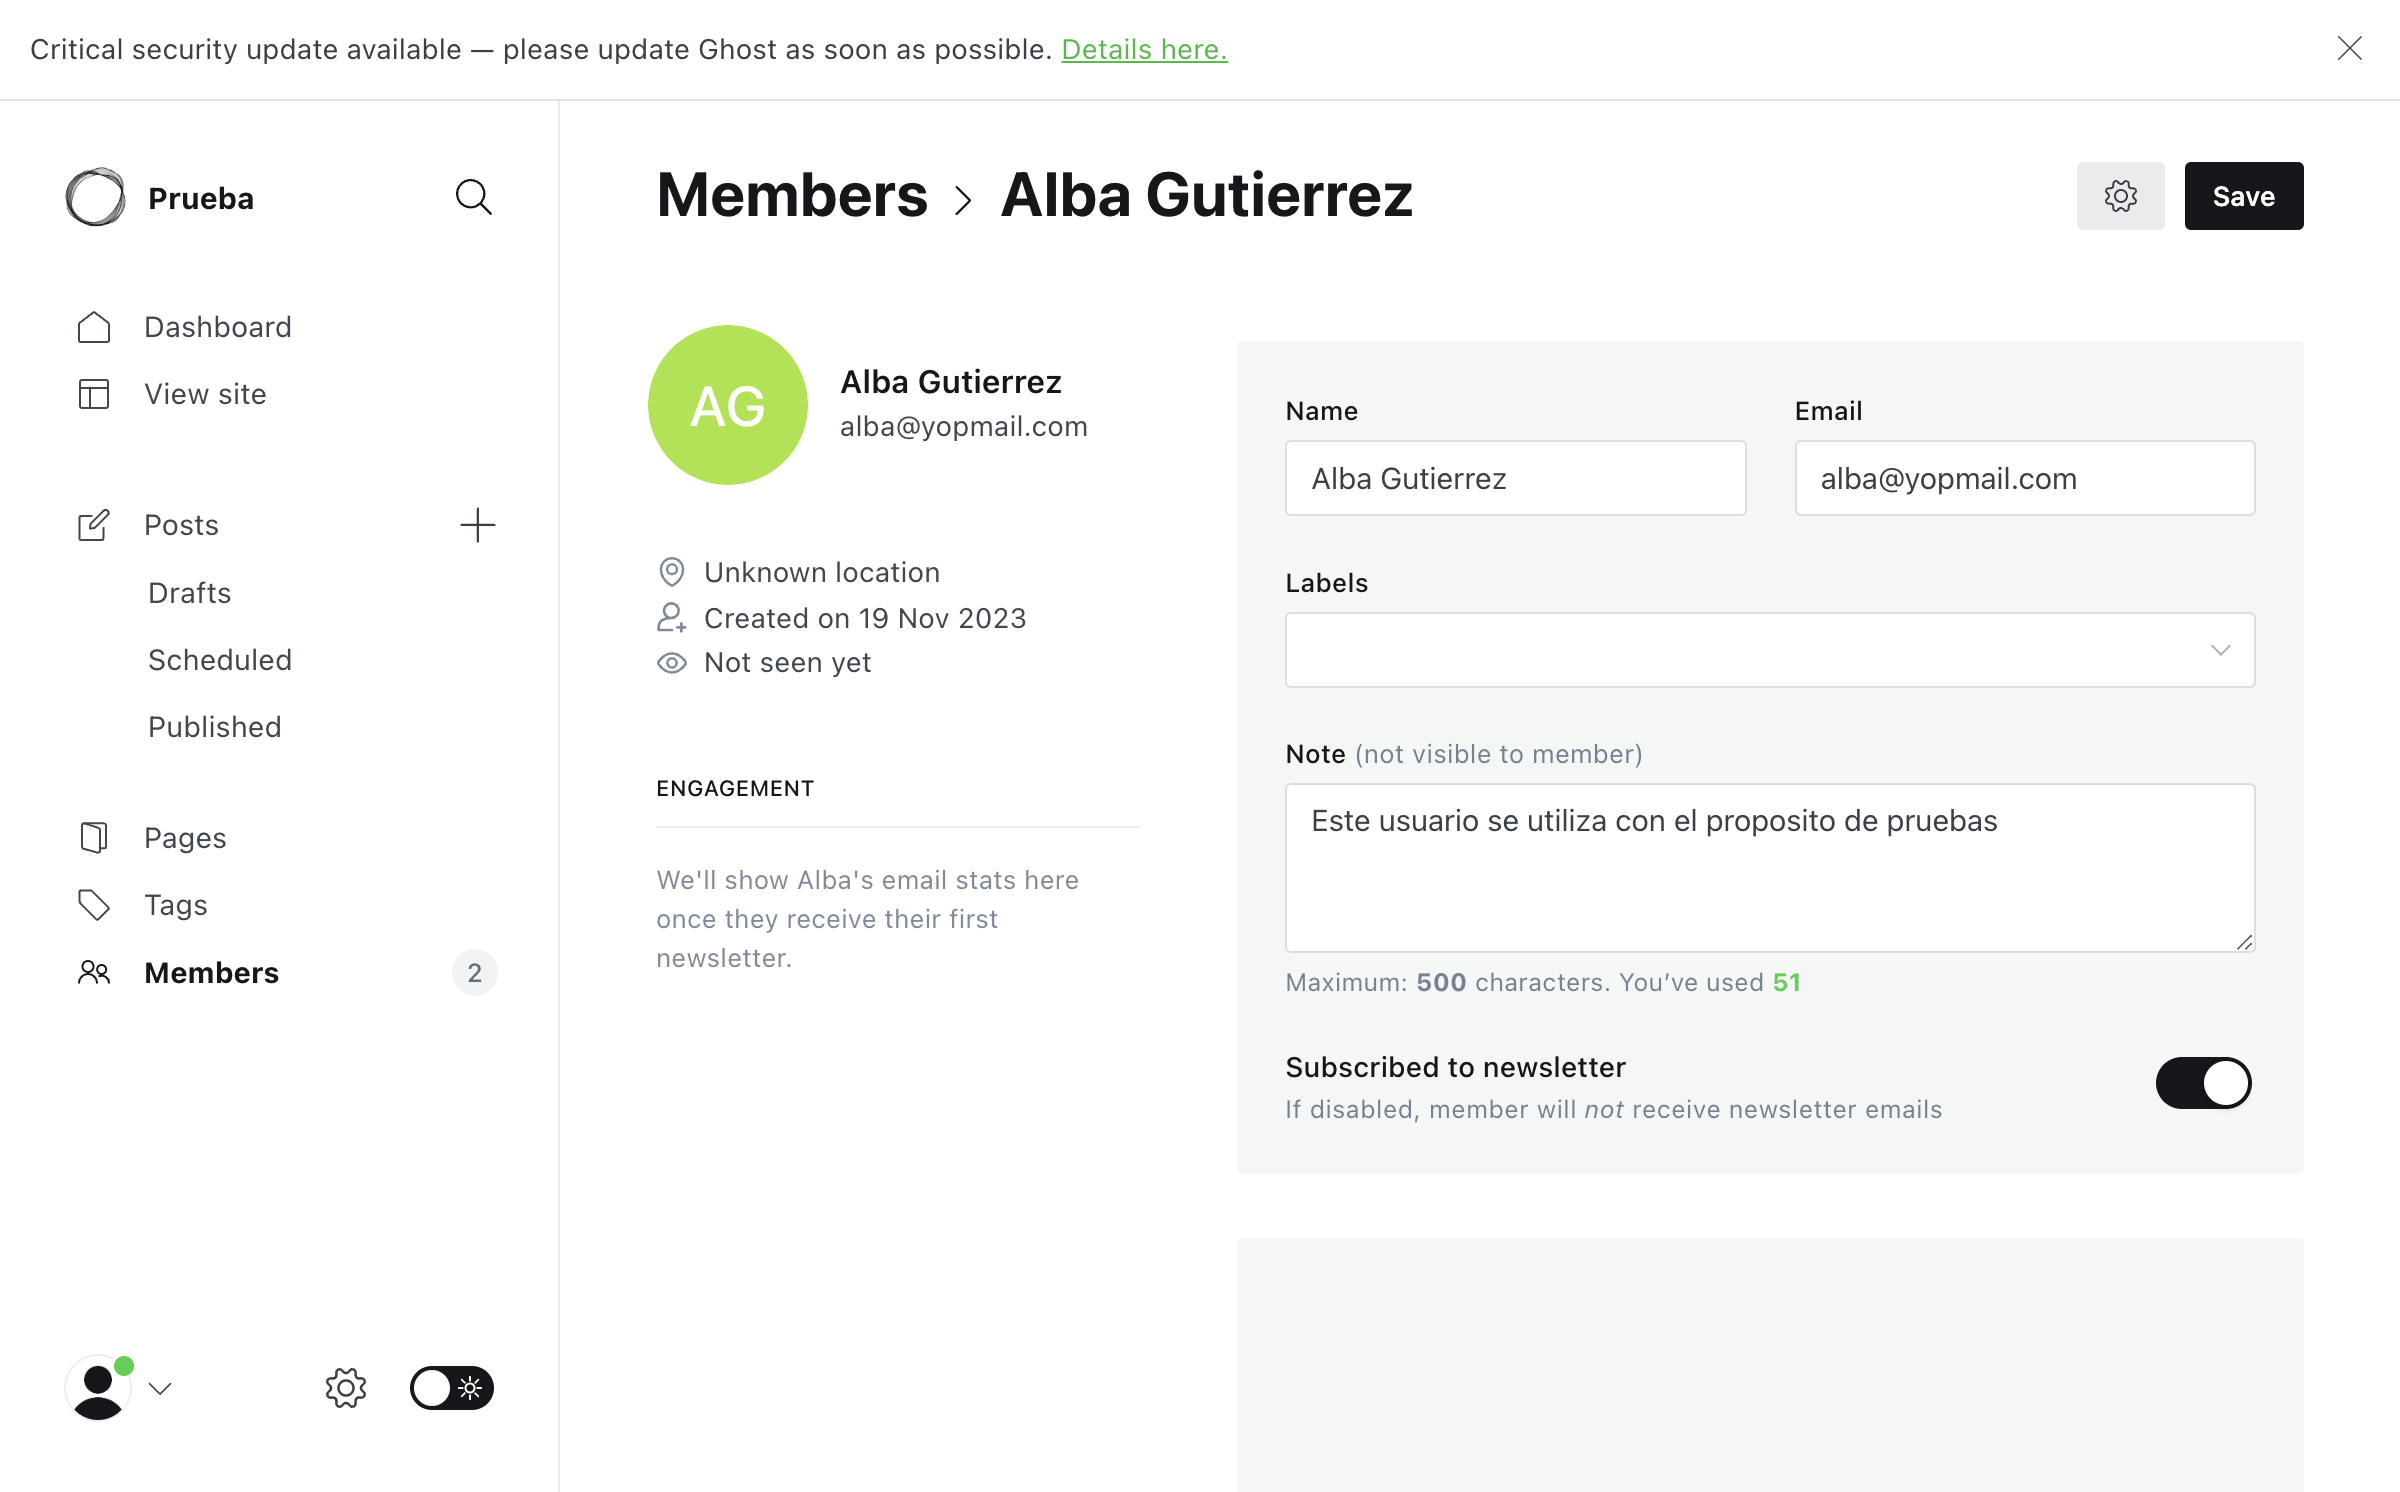 Critical security update available — please update Ghost as soon as possible. Details here.
Prueba
Dashboard
View site
Posts
Drafts
Scheduled
Published
Pages
Tags
Members
2
Members > Alba Gutierrez
Save
AG
Alba Gutierrez
alba@yopmail.com
Unknown location
Created on 19 Nov 2023
Not seen yet
ENGAGEMENT
We'll show Alba's email stats here
once they receive their first
newsletter.
Name
Email
Alba Gutierrez
alba@yopmail.com
Labels
Note (not visible to member)
Este usuario se utiliza con el proposito de pruebas
Maximum: 500 characters. You’ve used 51
Subscribed to newsletter
If disabled, member will not receive newsletter emails